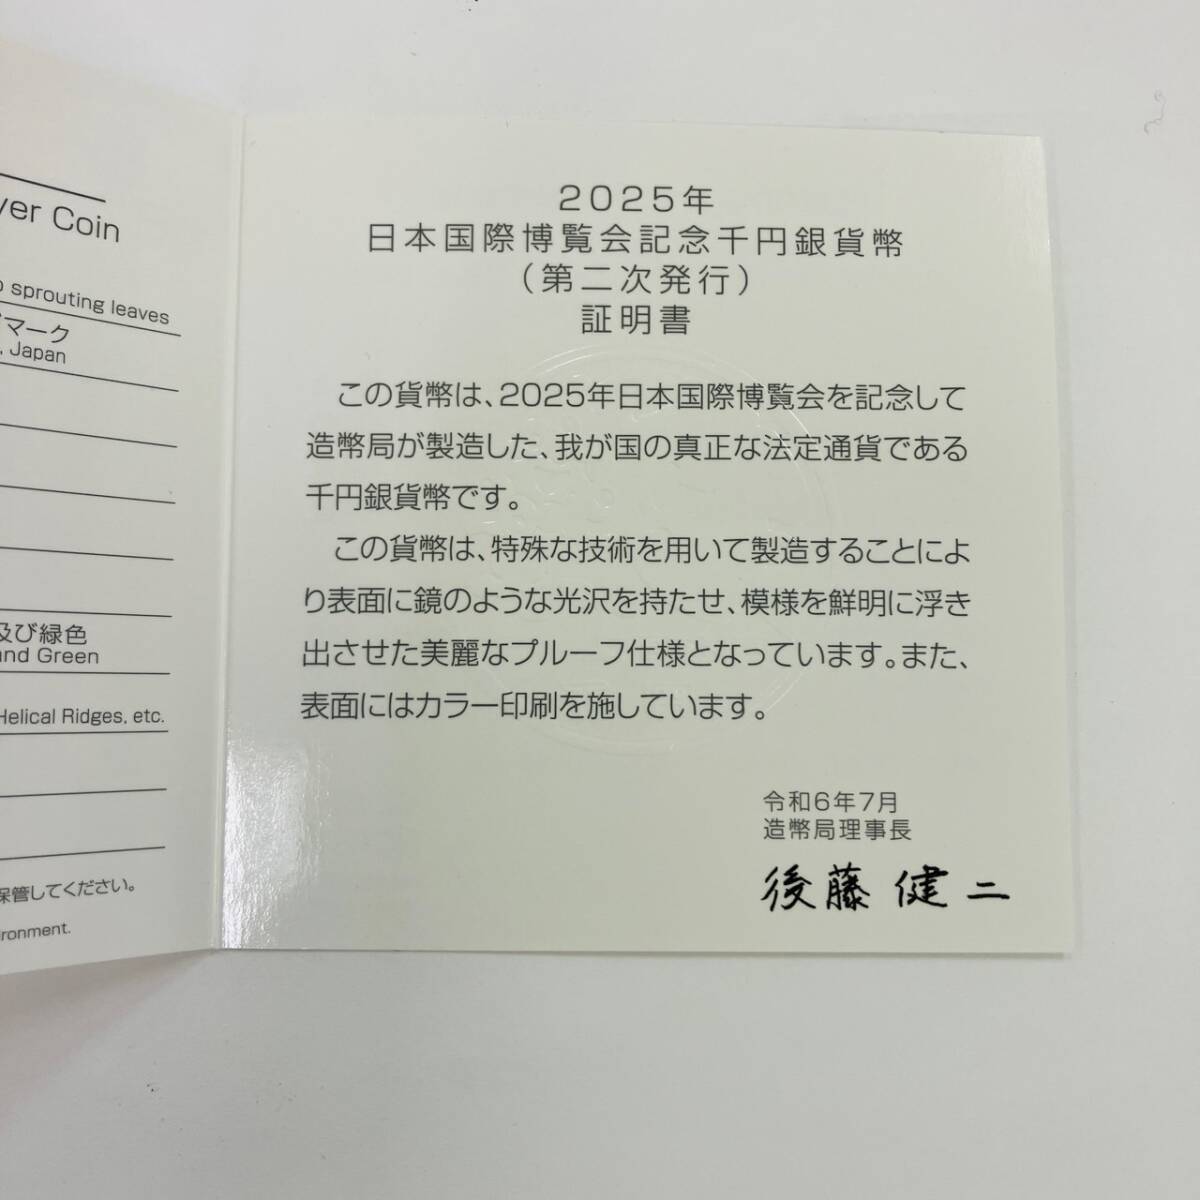 ver Coin
sprouting leaves
マーク
, Japan
及び緑色
and Green
Helical Ridges, etc.
保管してください。
ironment.
2025年
日本国際博覧会記念千円銀貨幣
（第二次発行）
証明書
この貨幣は、2025年日本国際博覧会を記念して
造幣局が製造した、我が国の真正な法定通貨である
千円銀貨幣です。
この貨幣は、特殊な技術を用いて製造することによ
り表面に鏡のような光沢を持たせ、模様を鮮明に浮き
出させた美麗なプルーフ仕様となっています。また、
表面にはカラー印刷を施しています。
令和6年7月
造幣局理事長
後藤健二